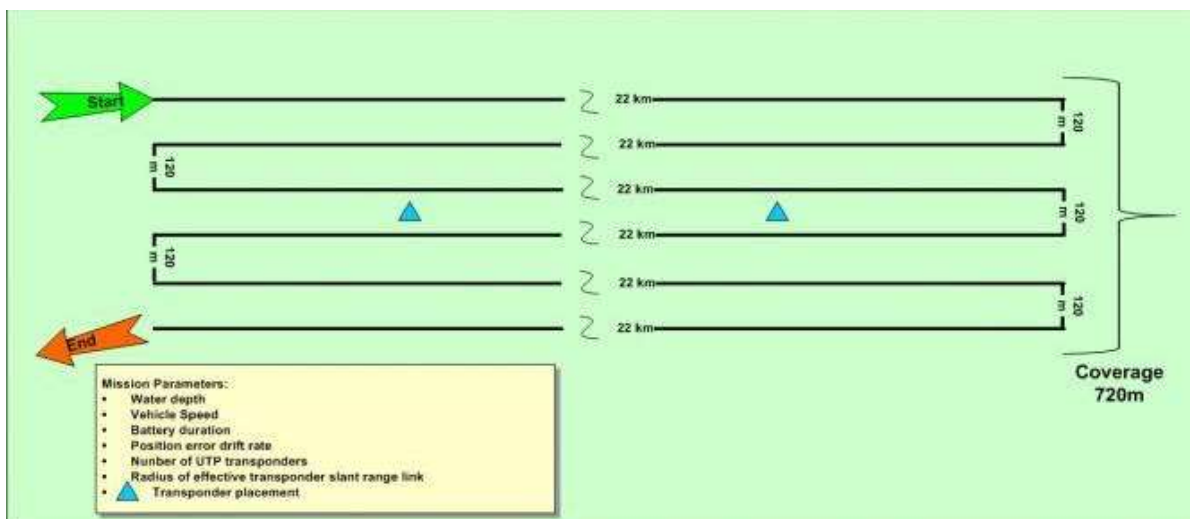 Start
22 km
120 m
22 km
120 m
22 km
120 m
22 km
120 m
22 km
120 m
22 km
End
Coverage
720m
Mission Parameters:
• Water depth
• Vehicle Speed
• Battery duration
• Position error drift rate
• Nunber of UTP transponders
• Radius of effective transponder slant range link
• Transponder placement